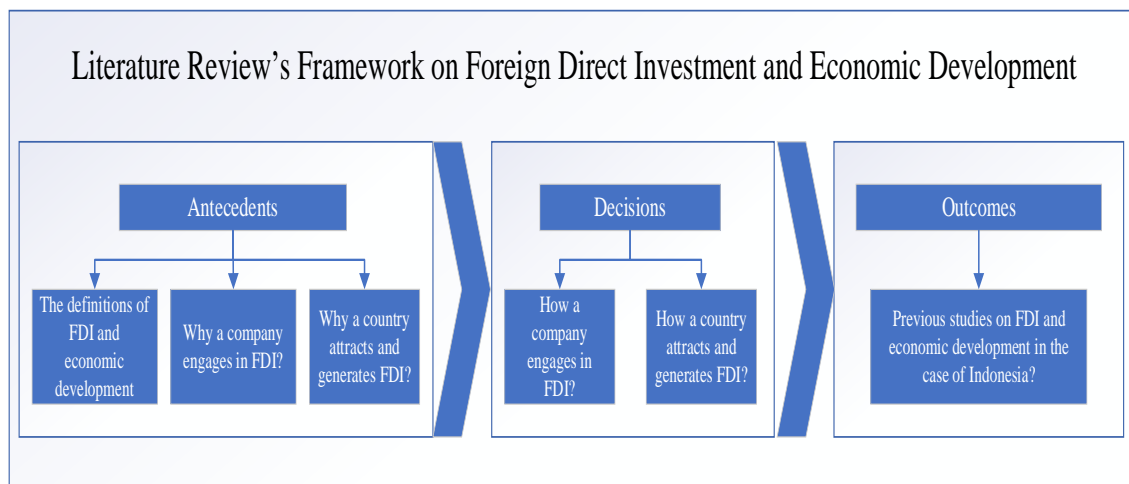 Literature Review's Framework on Foreign Direct Investment and Economic Development
Antecedents
The definitions of
FDI and
economic
development
Why a company
engages in FDI?
Why a country
attracts and
generates FDI?
Decisions
How a
company
engages in
FDI?
How a country
attracts and
generates FDI?
Outcomes
Previous studies on FDI and
economic development in the
case of Indonesia?